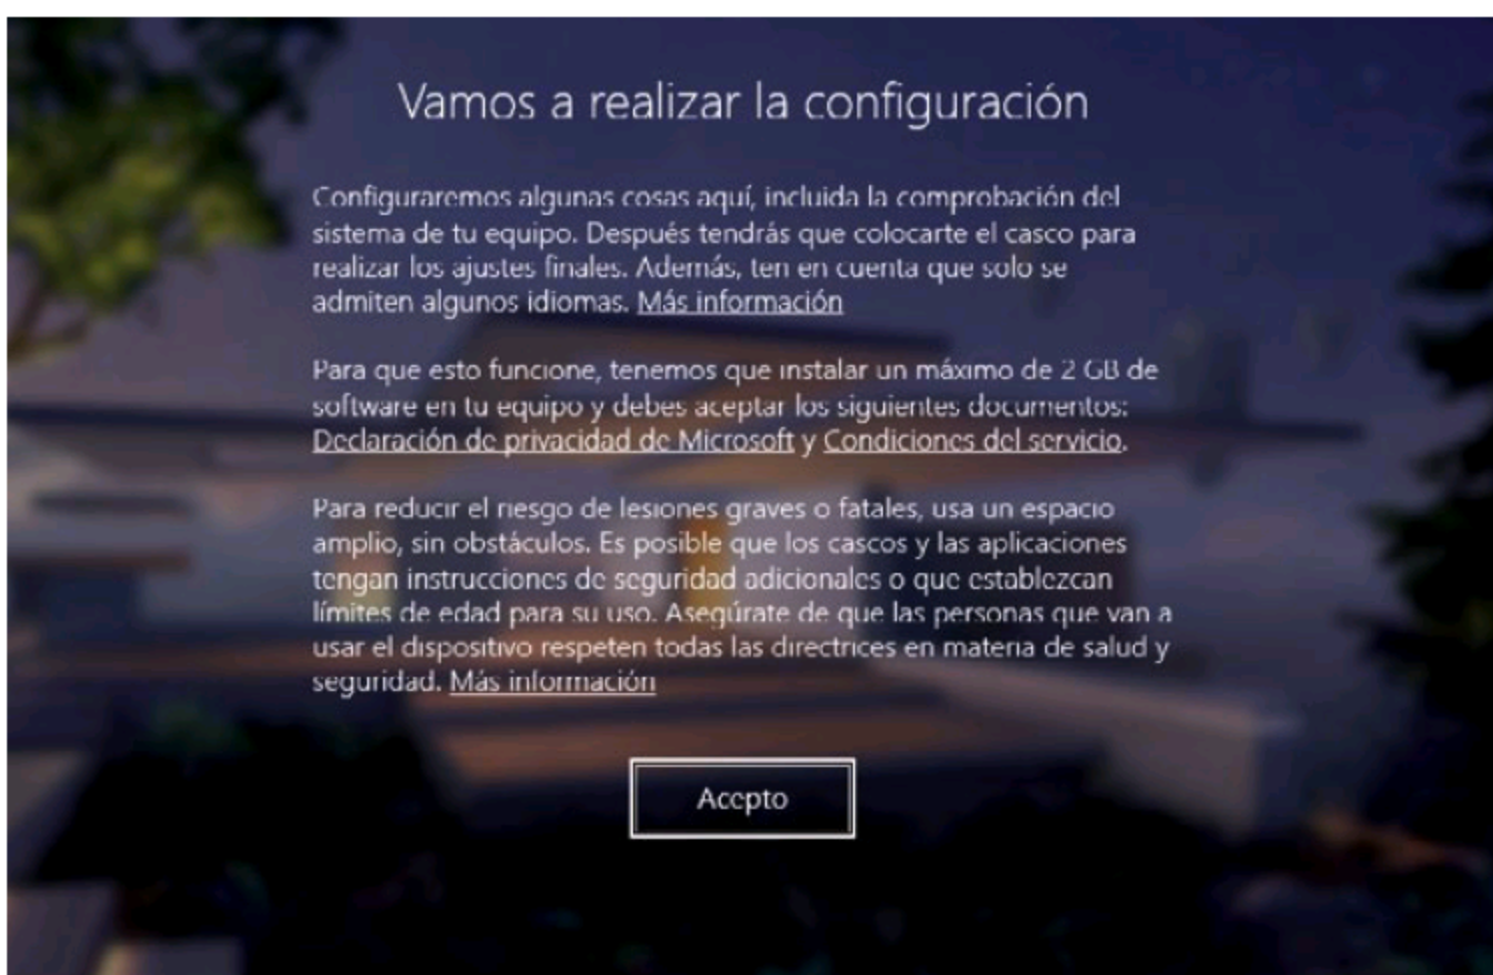 Vamos a realizar la configuración
Configuraremos algunas cosas aquí, incluida la comprobación del
sistema de tu equipo. Después tendrás que colocarte el casco para
realizar los ajustes finales. Además, ten en cuenta que solo se
admiten algunos idiomas. Más información
Para que esto funcione, tenemos que instalar un máximo de 2 GB de
software en tu equipo y debes aceptar los siguientes documentos:
Declaración de privacidad de Microsoft y Condiciones del servicio.
Para reducir el riesgo de lesiones graves o fatales, usa un espacio
amplio, sin obstáculos. Es posible que los cascos y las aplicaciones
tengan instrucciones de seguridad adicionales o que establezcan
límites de edad para su uso. Asegúrate de que las personas que van a
usar el dispositivo respeten todas las directrices en materia de salud y
seguridad. Más información
Acepto